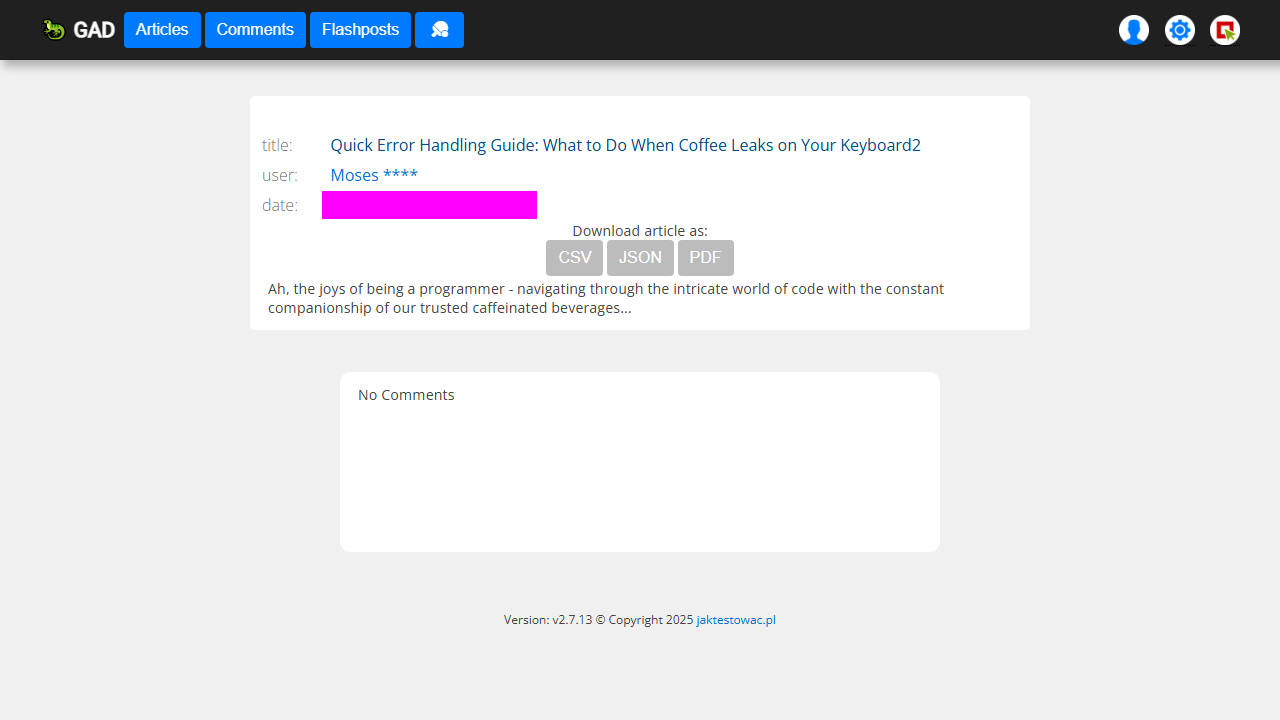 GAD Articles Comments Flashposts
title: Quick Error Handling Guide: What to Do When Coffee Leaks on Your Keyboard2
user: Moses ****
date:
Download article as:
CSV JSON PDF
Ah, the joys of being a programmer - navigating through the intricate world of code with the constant
companionship of our trusted caffeinated beverages...
No Comments
Version: v2.7.13 © Copyright 2025 jaktestowac.pl